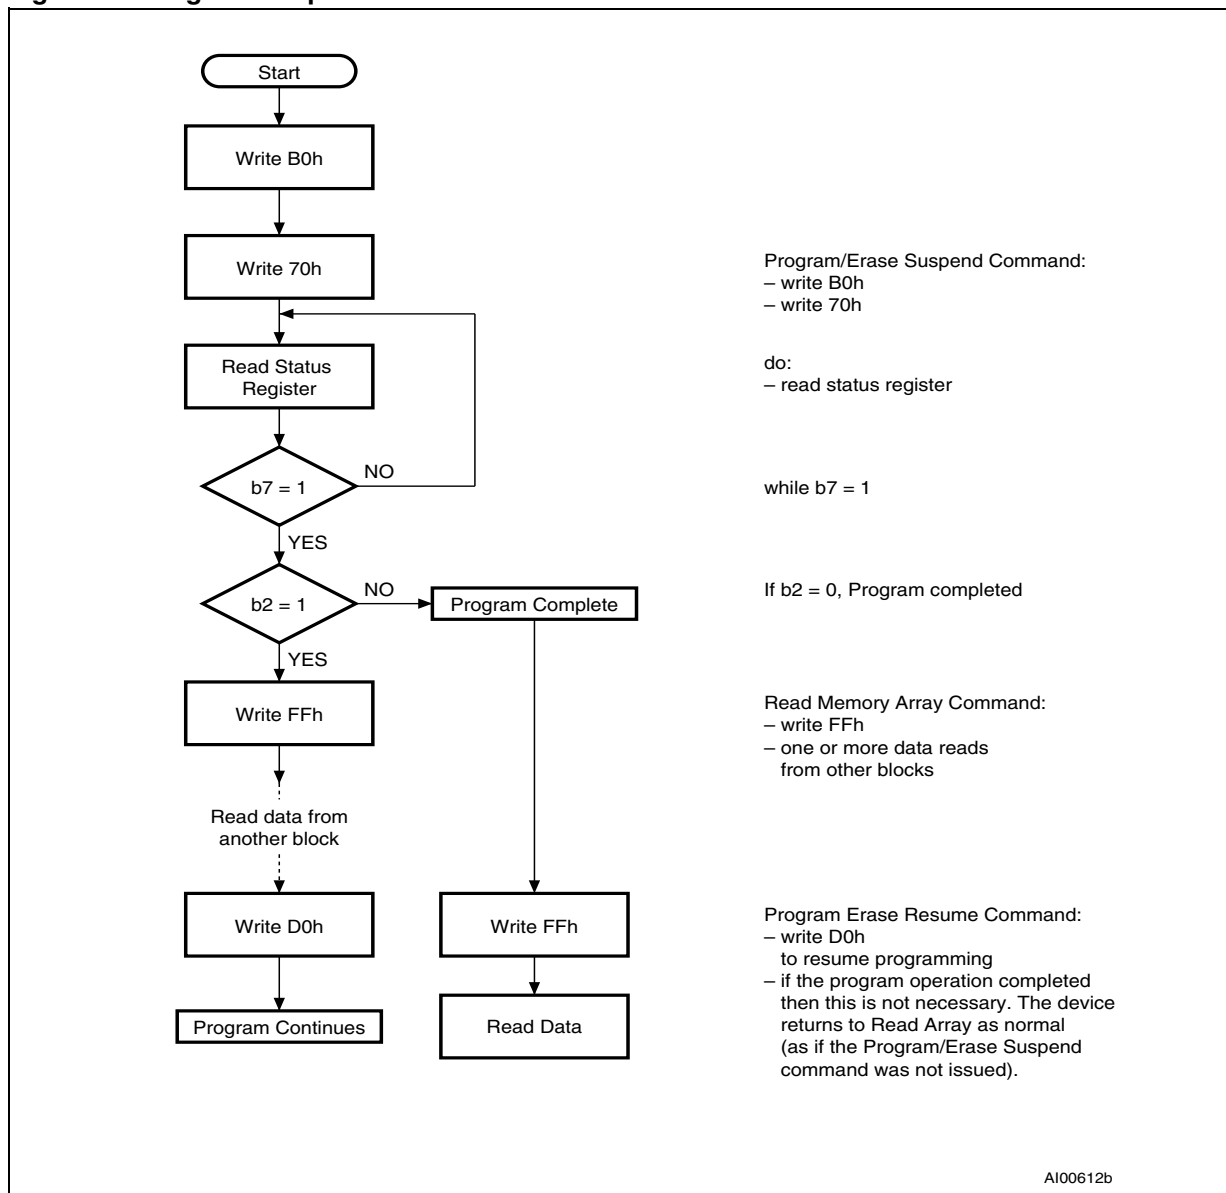 Start
Write B0h
Write 70h
Program/Erase Suspend Command:
– write B0h
– write 70h
Read Status
Register
do:
– read status register
b7 = 1
NO
while b7 = 1
YES
b2 = 1
NO
Program Complete
If b2 = 0, Program completed
YES
Write FFh
Read Memory Array Command:
– write FFh
– one or more data reads
from other blocks
Read data from
another block
Write D0h
Write FFh
Program Erase Resume Command:
– write D0h
to resume programming
– if the program operation completed
then this is not necessary. The device
returns to Read Array as normal
(as if the Program/Erase Suspend
command was not issued).
Program Continues
Read Data
AI00612b